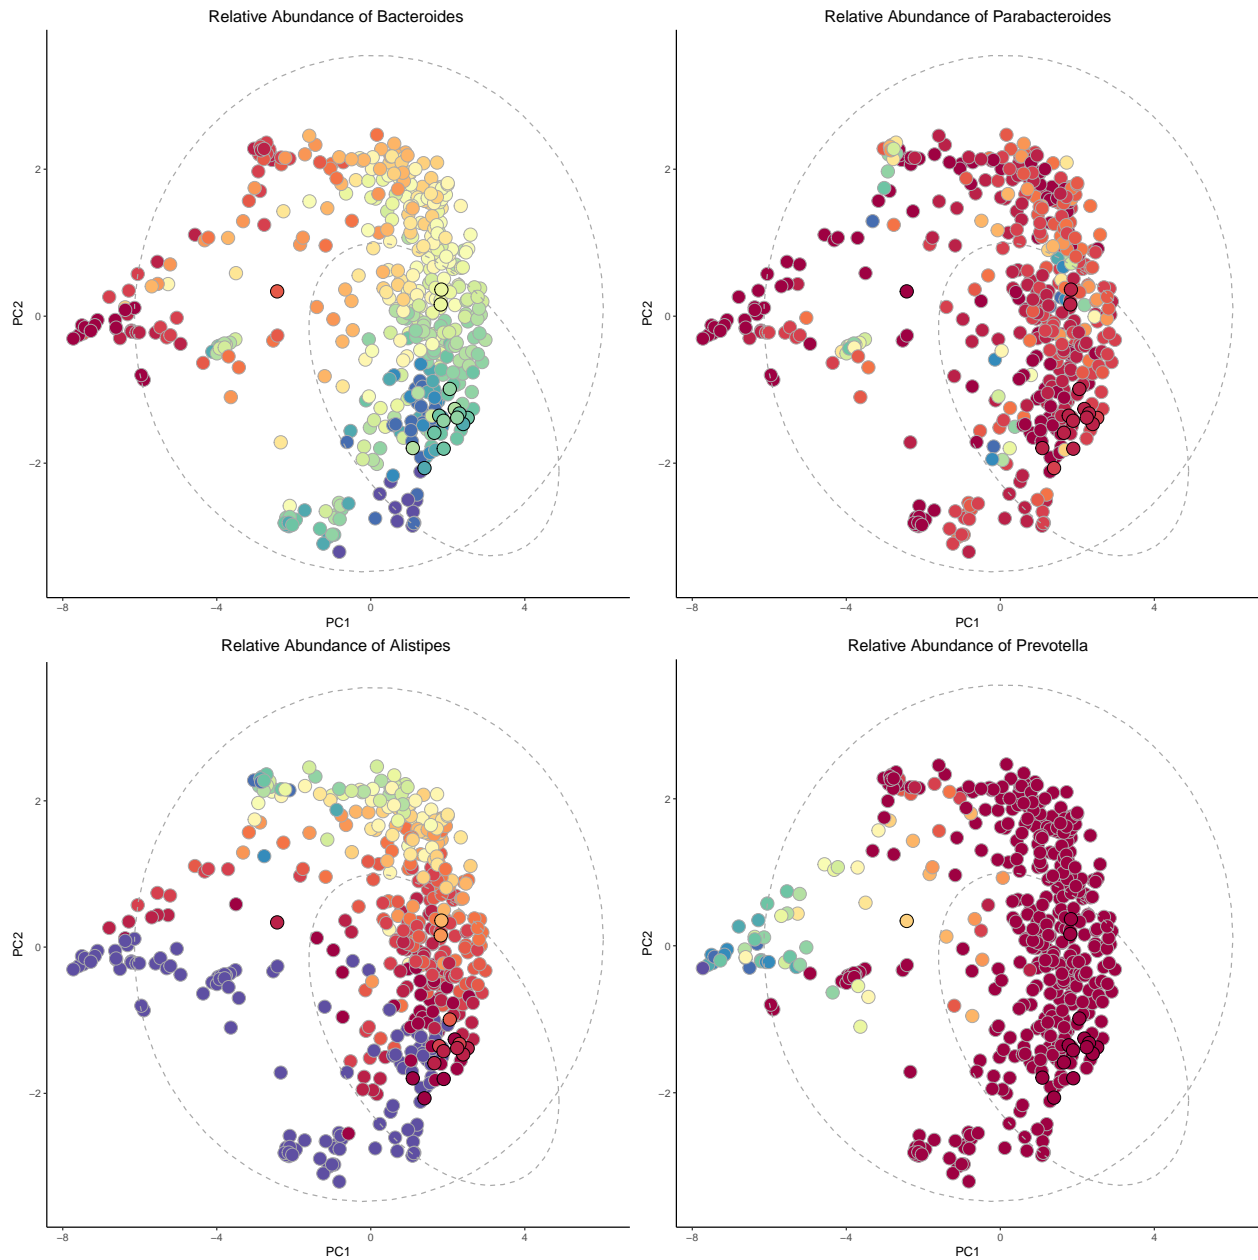 Relative Abundance of Bacteroides
2
0
−2
PC2
−8
−4
0
4
PC1
Relative Abundance of Parabacteroides
2
0
−2
PC2
−8
−4
0
4
PC1
Relative Abundance of Alistipes
2
0
−2
PC2
−8
−4
0
4
PC1
Relative Abundance of Prevotella
2
0
−2
PC2
−8
−4
0
4
PC1